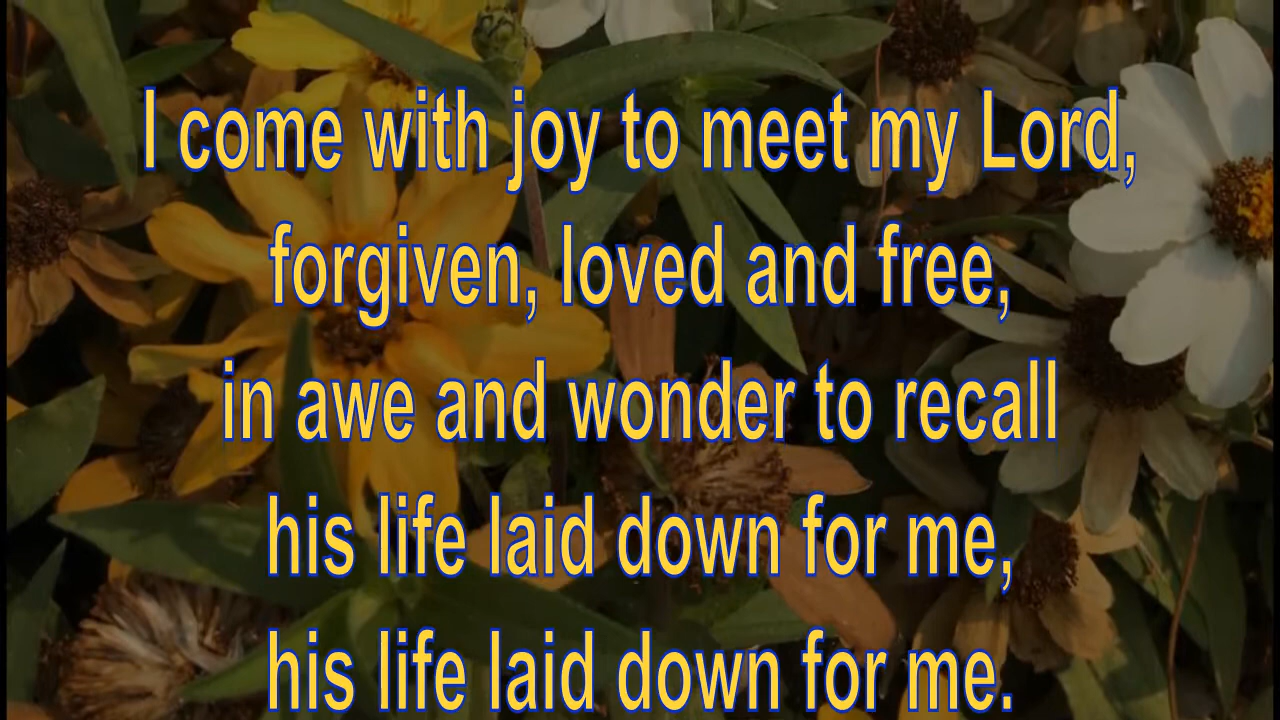 I come with joy to meet my Lord,
forgiven, loved and free,
in awe and wonder to recall
his life laid down for me,
his life laid down for me.